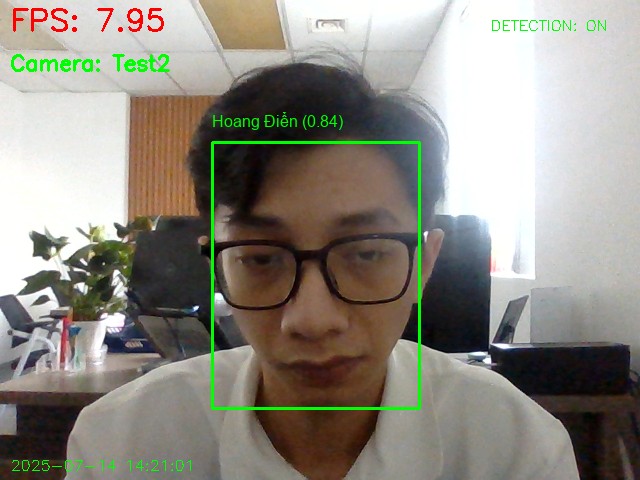 FPS: 7.95
DETECTION: ON
Camera: Test2
Hoang Điển (0.84)
2025-07-14 14:21:01